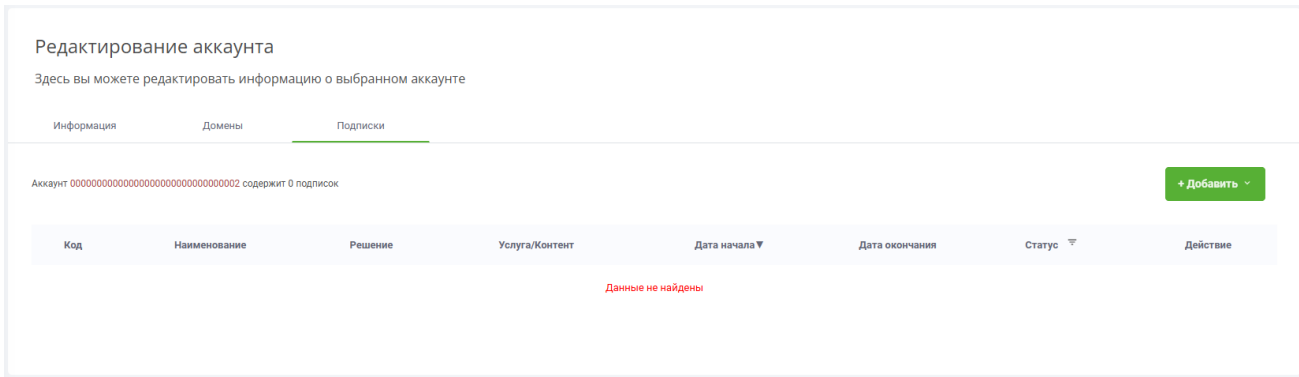 Редактирование аккаунта
Здесь вы можете редактировать информацию о выбранном аккаунте
Информация Домены Подписки
Аккаунт 00000000000000000000000000000002 содержит 0 подписок
+ Добавить
Код Наименование Решение Услуга/Контент Дата начала▼ Дата окончания Статус Действие
Данные не найдены